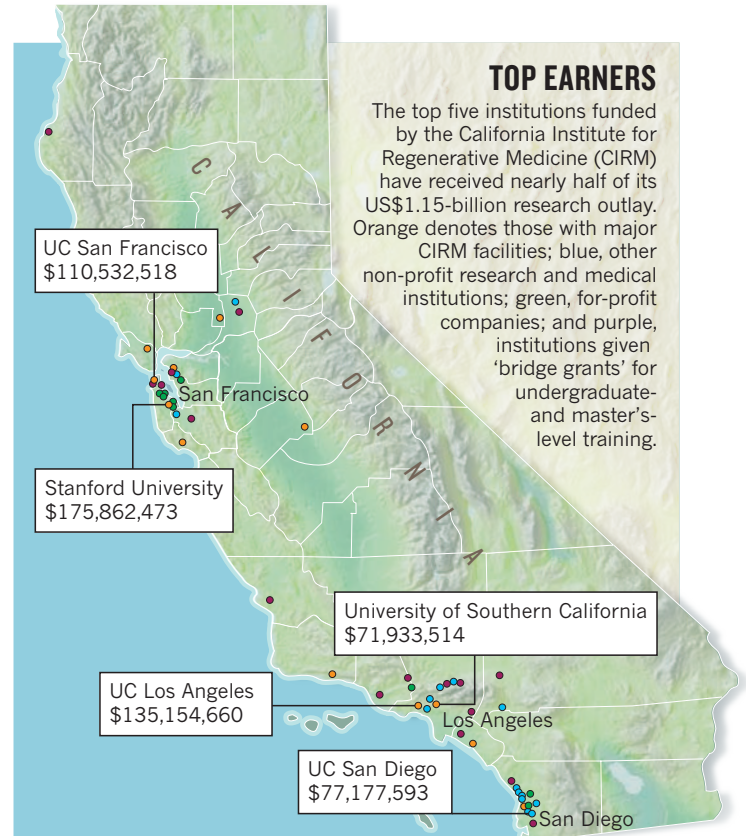 TOP EARNERS
The top five institutions funded
by the California Institute for
Regenerative Medicine (CIRM)
have received nearly half of its
US$1.15-billion research outlay.
Orange denotes those with major
CIRM facilities; blue, other
non-profit research and medical
institutions; green, for-profit
companies; and purple,
institutions given
‘bridge grants’ for
undergraduate-
and master’s-
level training.
CALIFORNIA
UC San Francisco
$110,532,518
San Francisco
Stanford University
$175,862,473
University of Southern California
$71,933,514
UC Los Angeles
$135,154,660
Los Angeles
UC San Diego
$77,177,593
San Diego